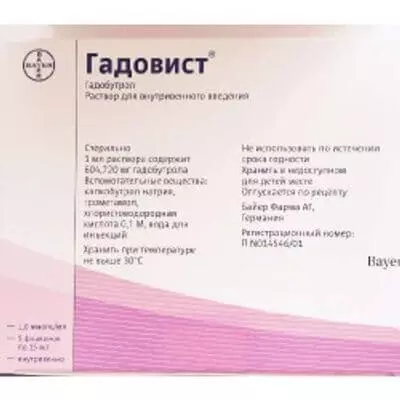 BAYER
Гадовист®
Гадобутрол
Раствор для внутривенного введения
Стерильно
1 мл раствора содержит
604,720 мг гадобутрола
Вспомогательные вещества:
калкобутрол натрия,
трометамол,
хлористоводородная
кислота 0,1 М, вода для
инъекций
Хранить при температуре
не выше 30°С
Не использовать по истечении
срока годности
Хранить в недоступном
для детей месте
Отпускается по рецепту
Байер Фарма АГ,
Германия
Регистрационный номер:
П N014546/01
Bayer
1,0 ммоль/мл
5 флаконов
по 15 мл
внутривенно